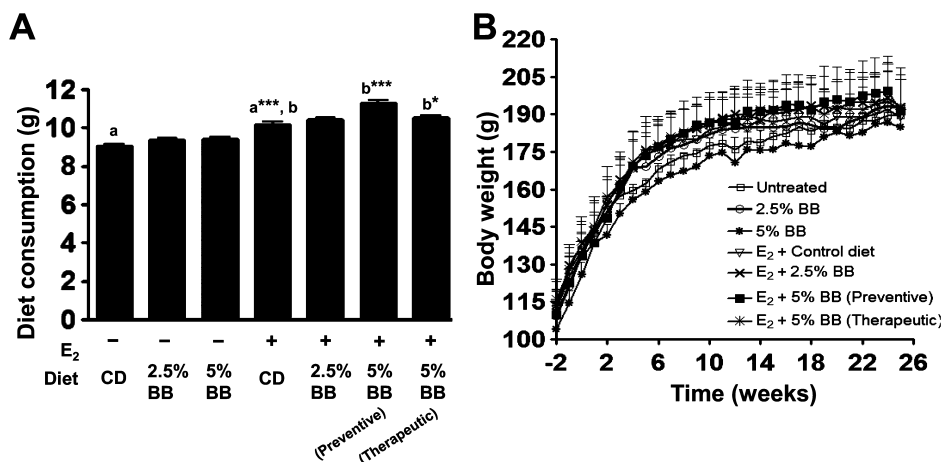 A
Diet consumption (g)
12
10
8
6
4
2
0
a
a***, b
b***
b*
E2 – – – + + + +
Diet CD 2.5% BB 5% BB CD 2.5% BB 5% BB 5% BB
(Preventive) (Therapeutic)
B
Body weight (g)
220
205
190
175
160
145
130
115
100
Untreated
2.5% BB
5% BB
E2 + Control diet
E2 + 2.5% BB
E2 + 5% BB (Preventive)
E2 + 5% BB (Therapeutic)
-2 2 6 10 14 18 22 26
Time (weeks)